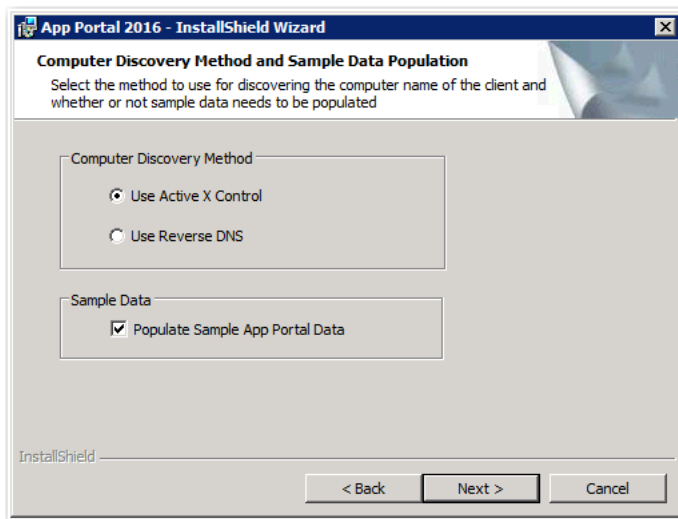 App Portal 2016 - InstallShield Wizard
Computer Discovery Method and Sample Data Population
Select the method to use for discovering the computer name of the client and
whether or not sample data needs to be populated
Computer Discovery Method
Use Active X Control
Use Reverse DNS
Sample Data
Populate Sample App Portal Data
InstallShield
< Back
Next >
Cancel